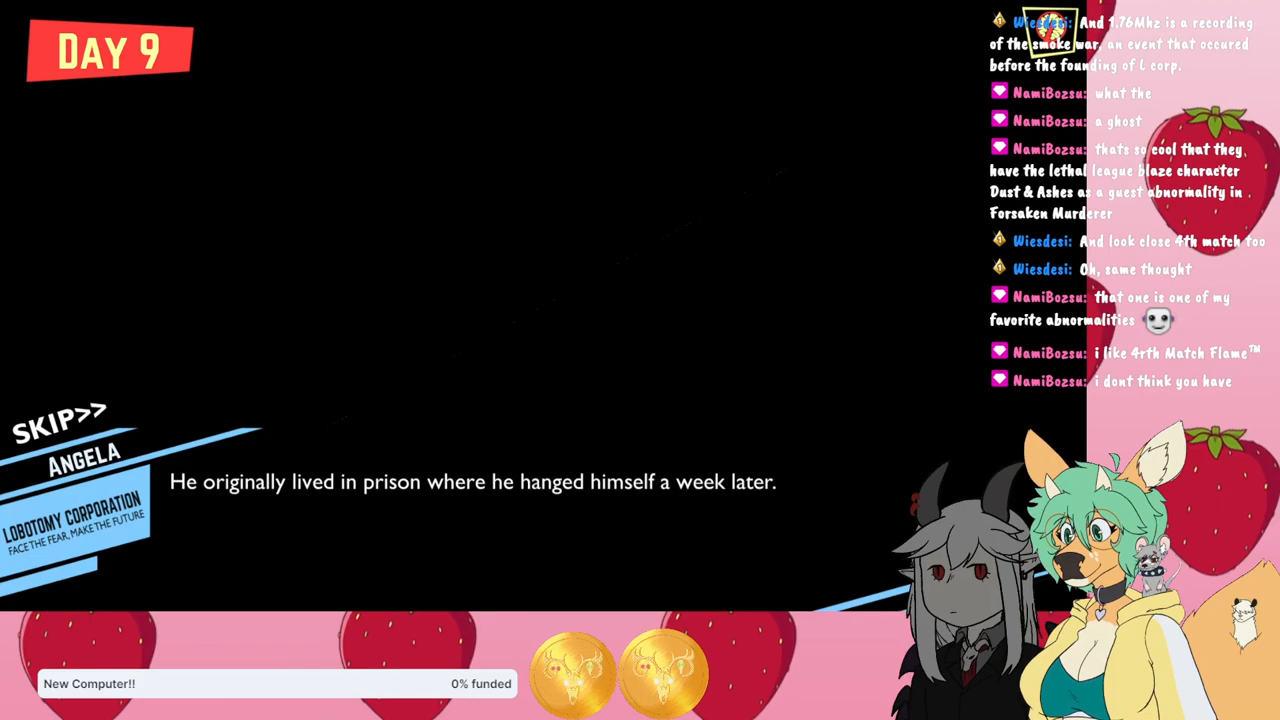 DAY 9
Wiesdesi: And 1.76Mhz is a recording
of the smoke war, an event that occured
before the founding of L corp.
NamiBozsu: what the
NamiBozsu: a ghost
NamiBozsu: thats so cool that they
have the lethal league blaze character
Dust & Ashes as a guest abnormality in
Forsaken Murderer
Wiesdesi: And look close 4th match too
Wiesdesi: Oh, same thought
NamiBozsu: that one is one of my
favorite abnormalities
NamiBozsu: i like 4rth Match Flame™
NamiBozsu: i dont think you have
SKIP>>
ANGELA
LOBOTOMY CORPORATION
FACE THE FEAR, MAKE THE FUTURE
He originally lived in prison where he hanged himself a week later.
New Computer!! 0% funded